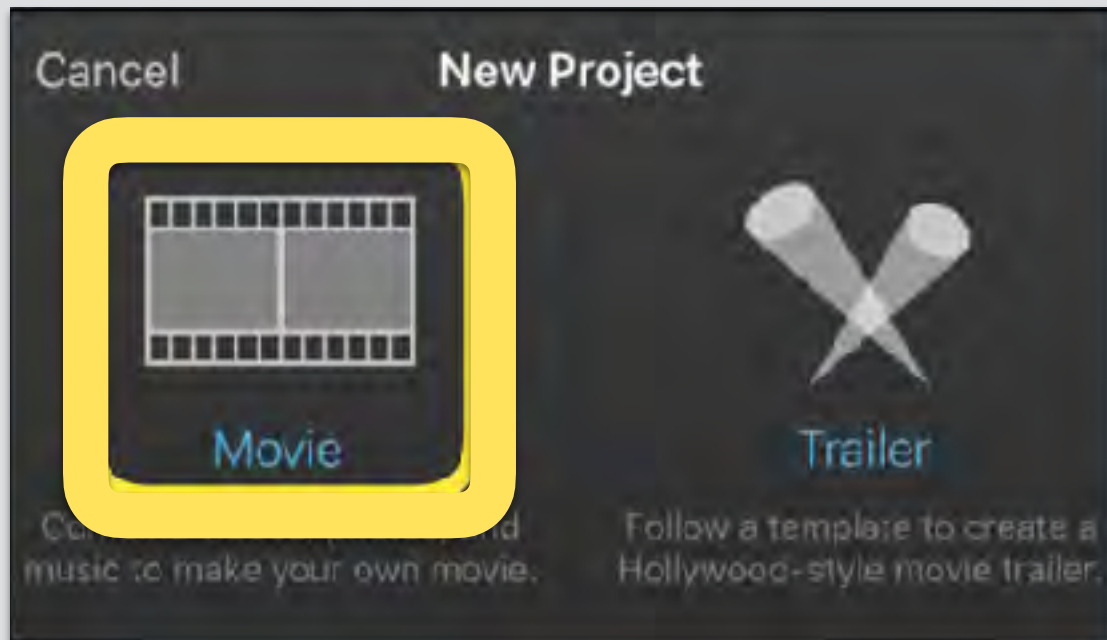 Cancel
New Project
Movie
Trailer
music to make your own movie.
Follow a template to create a
Hollywood-style movie trailer.